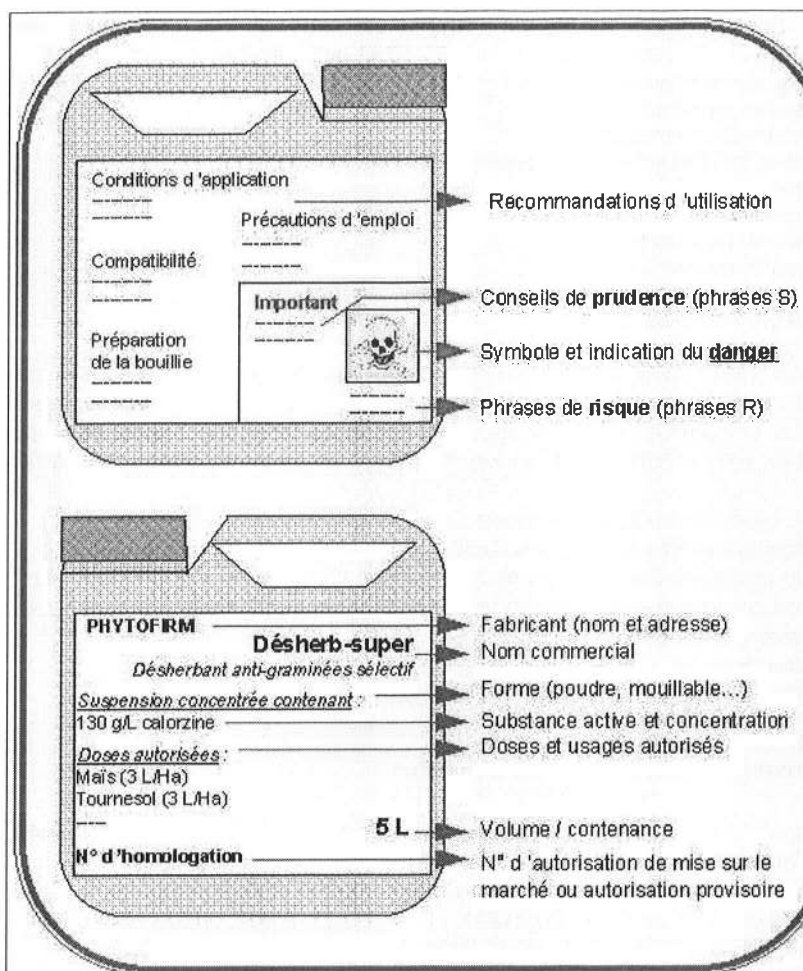 Conditions d 'application
Recommandations d 'utilisation
Précautions d 'emploi
Compatibilité
Important
Conseils de prudence (phrases S)
Préparation
de la bouillie
Symbole et indication du danger
Phrases de risque (phrases R)
PHYTOFIRM
Fabricant (nom et adresse)
Désherb-super
Nom commercial
Désherbant anti-graminées sélectif
Suspension concentrée contenant :
Forme (poudre, mouillable...)
130 g/L calorzine
Substance active et concentration
Doses autorisées :
Doses et usages autorisés
Maïs (3 L/Ha)
Tournesol (3 L/Ha)
5 L
Volume / contenance
N° d'homologation
N° d 'autorisation de mise sur le
marché ou autorisation provisoire